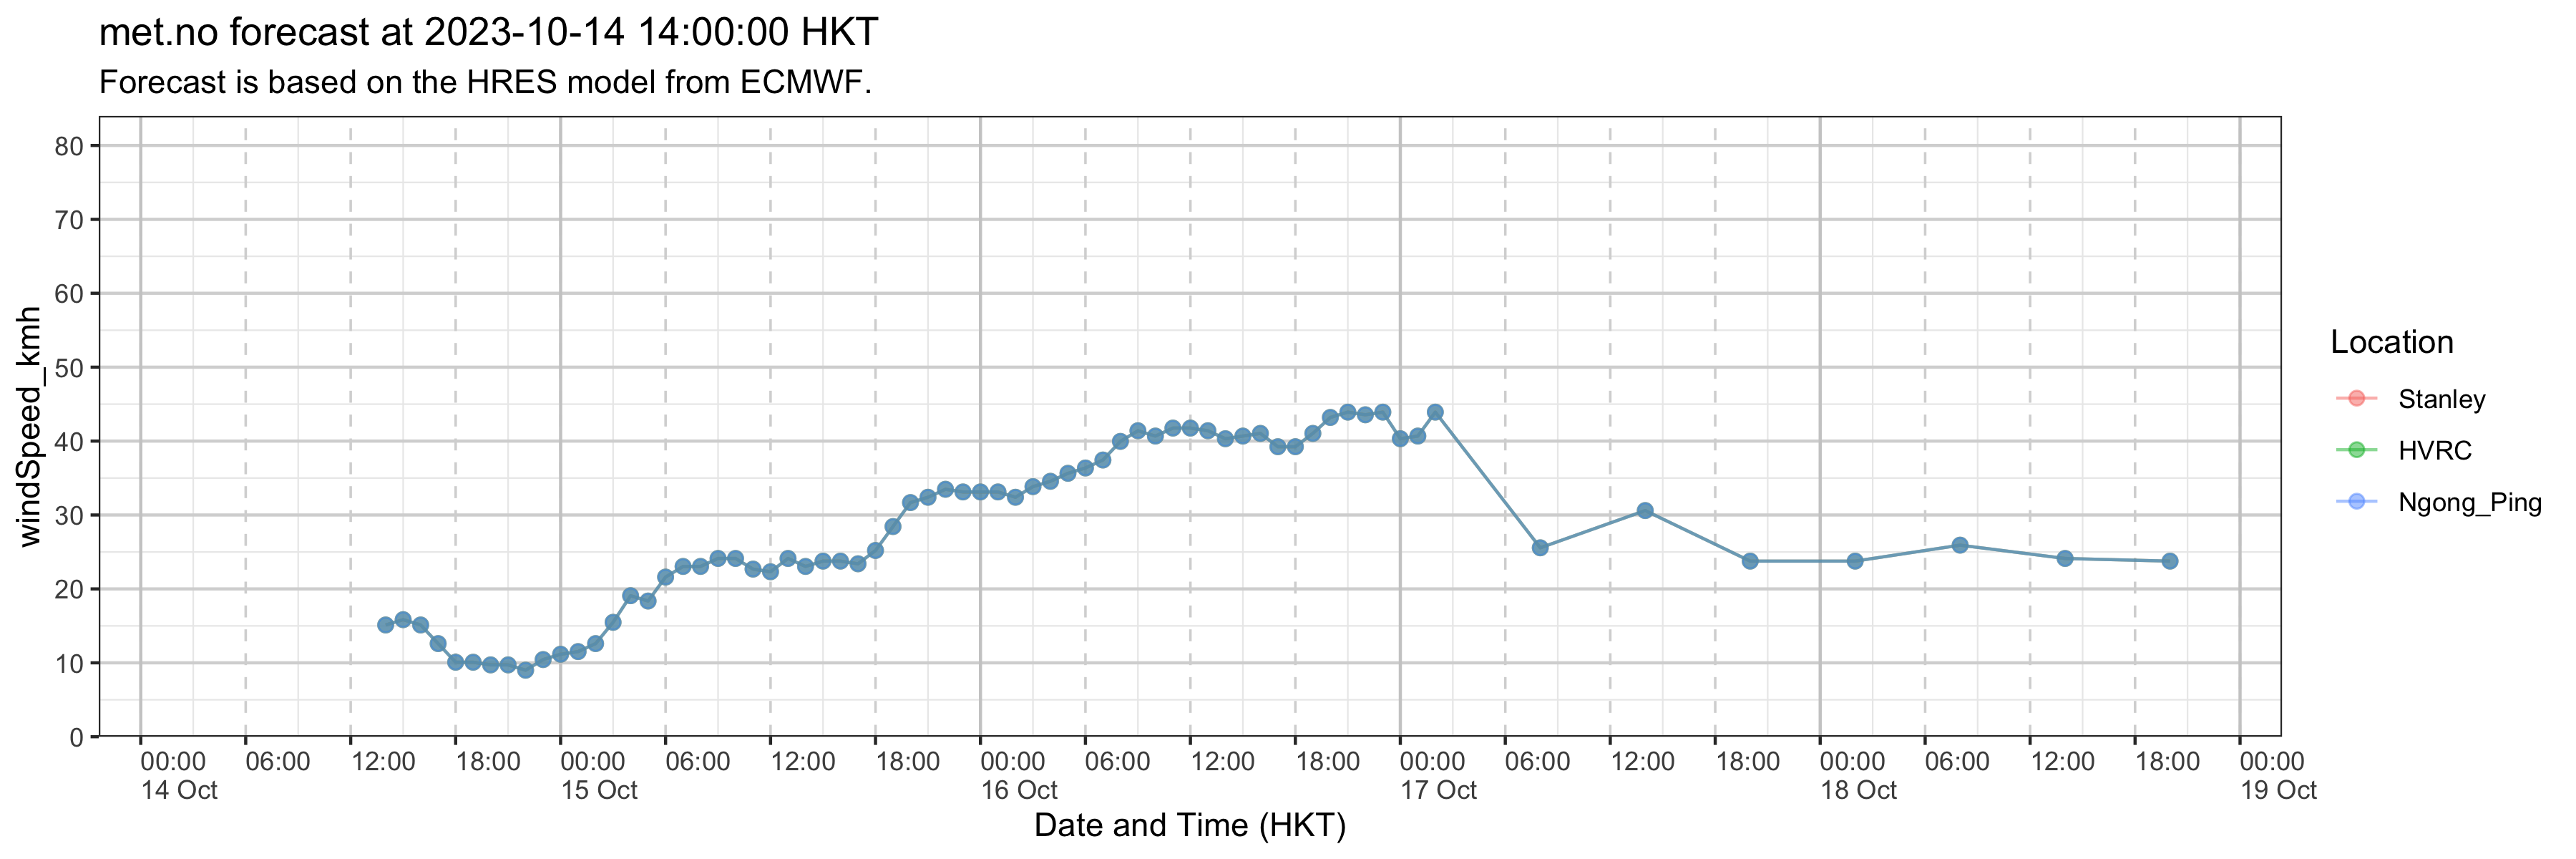 met.no forecast at 2023-10-14 14:00:00 HKT
Forecast is based on the HRES model from ECMWF.
windSpeed_kmh
80
70
60
50
40
30
20
10
0
00:00 06:00 12:00 18:00 00:00 06:00 12:00 18:00 00:00 06:00 12:00 18:00 00:00 06:00 12:00 18:00 00:00 06:00 12:00 18:00 00:00
14 Oct 15 Oct 16 Oct 17 Oct 18 Oct 19 Oct
Date and Time (HKT)
Location
Stanley
HVRC
Ngong_Ping